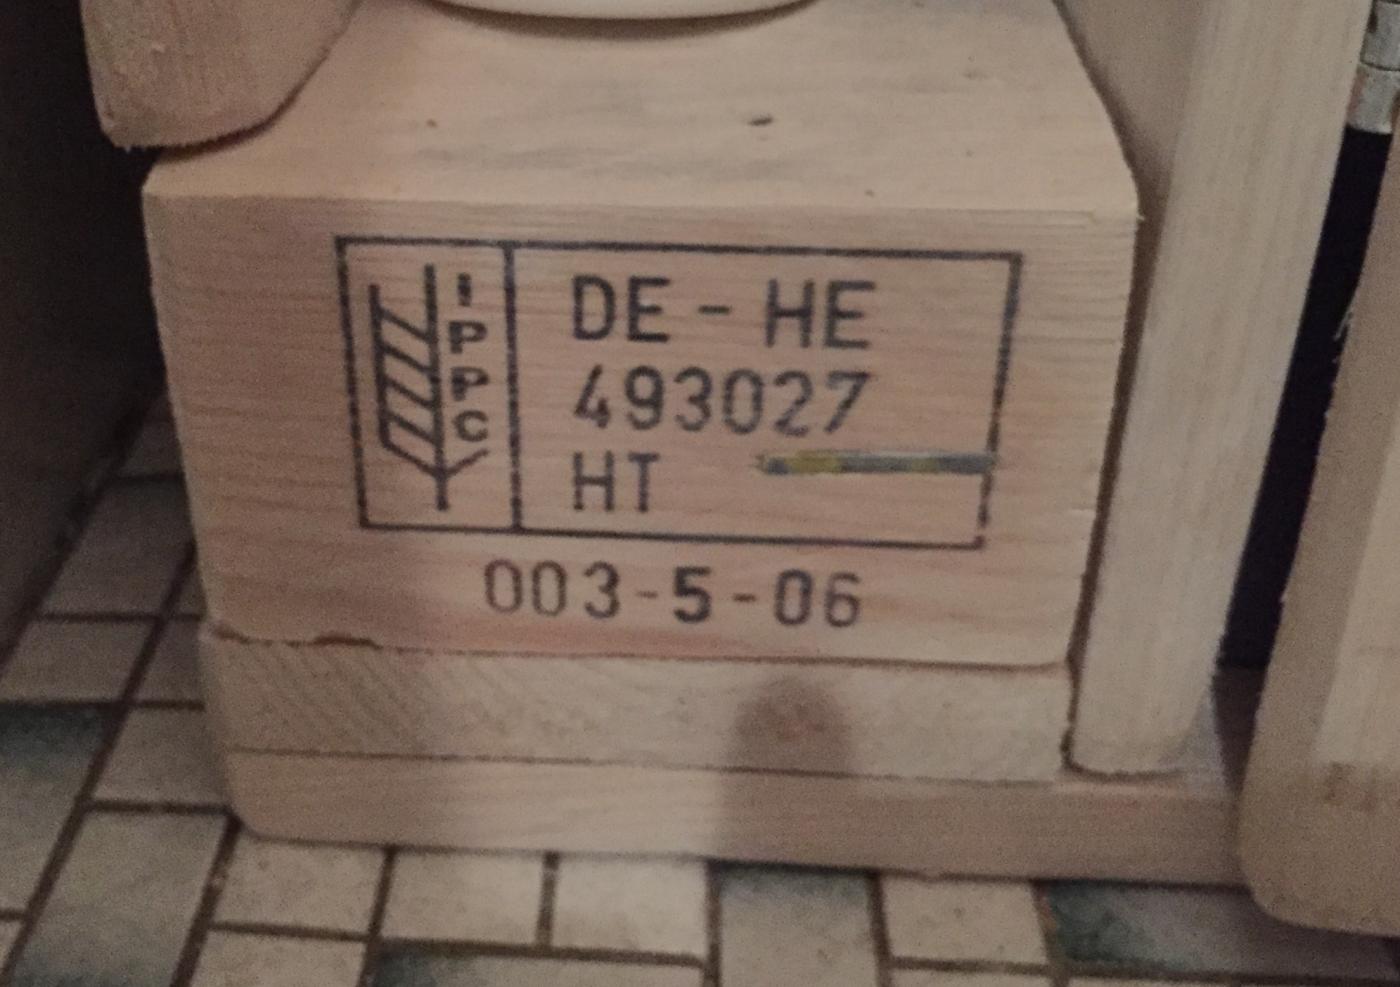 IPPC
DE - HE
493027
HT
003-5-06